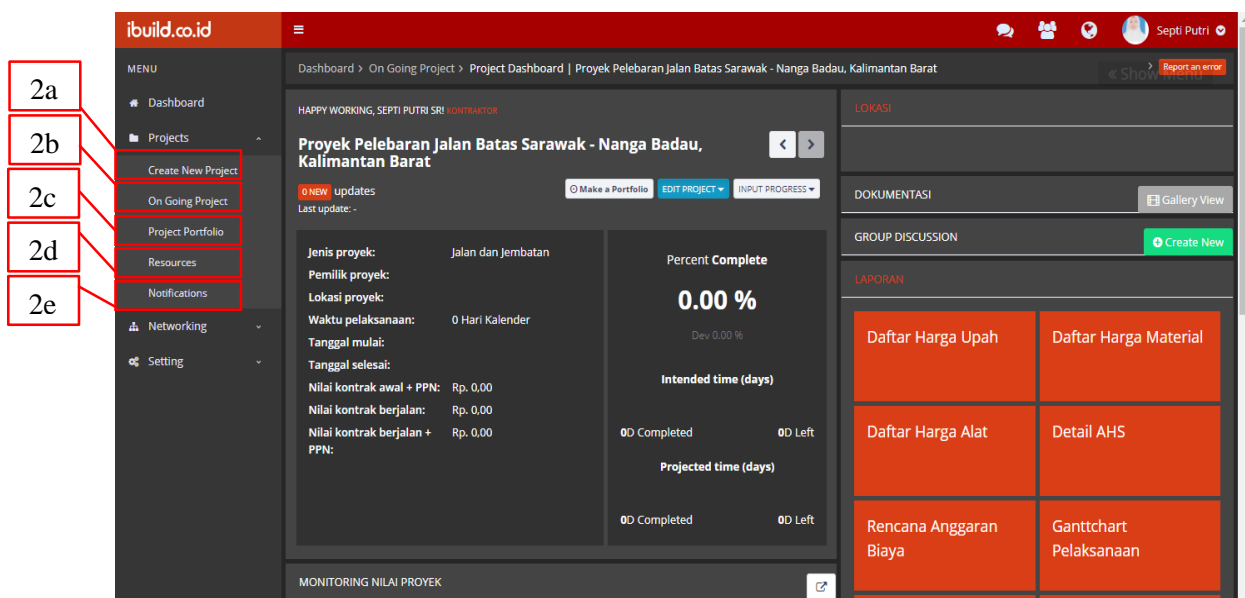 ibuild.co.id
Septi Putri
MENU
Dashboard > On Going Project > Project Dashboard | Proyek Pelebaran Jalan Batas Sarawak - Nanga Badau, Kalimantan Barat
Report an error
« Show Menu
2a
2b
2c
2d
2e
Dashboard
Projects
Create New Project
On Going Project
Project Portfolio
Resources
Notifications
Networking
Setting
HAPPY WORKING, SEPTI PUTRI SR! KONTRAKTOR
Proyek Pelebaran Jalan Batas Sarawak - Nanga Badau,
Kalimantan Barat
0 NEW updates
Last update: -
Make a Portfolio
EDIT PROJECT
INPUT PROGRESS
Jenis proyek: Jalan dan Jembatan
Pemilik proyek:
Lokasi proyek:
Waktu pelaksanaan: 0 Hari Kalender
Tanggal mulai:
Tanggal selesai:
Nilai kontrak awal + PPN: Rp. 0,00
Nilai kontrak berjalan: Rp. 0,00
Nilai kontrak berjalan + Rp. 0,00
PPN:
Percent Complete
0.00 %
Dev 0.00 %
Intended time (days)
0D Completed 0D Left
Projected time (days)
0D Completed 0D Left
MONITORING NILAI PROYEK
LOKASI
DOKUMENTASI
Gallery View
GROUP DISCUSSION
Create New
LAPORAN
Daftar Harga Upah
Daftar Harga Material
Daftar Harga Alat
Detail AHS
Rencana Anggaran
Biaya
Ganttchart
Pelaksanaan